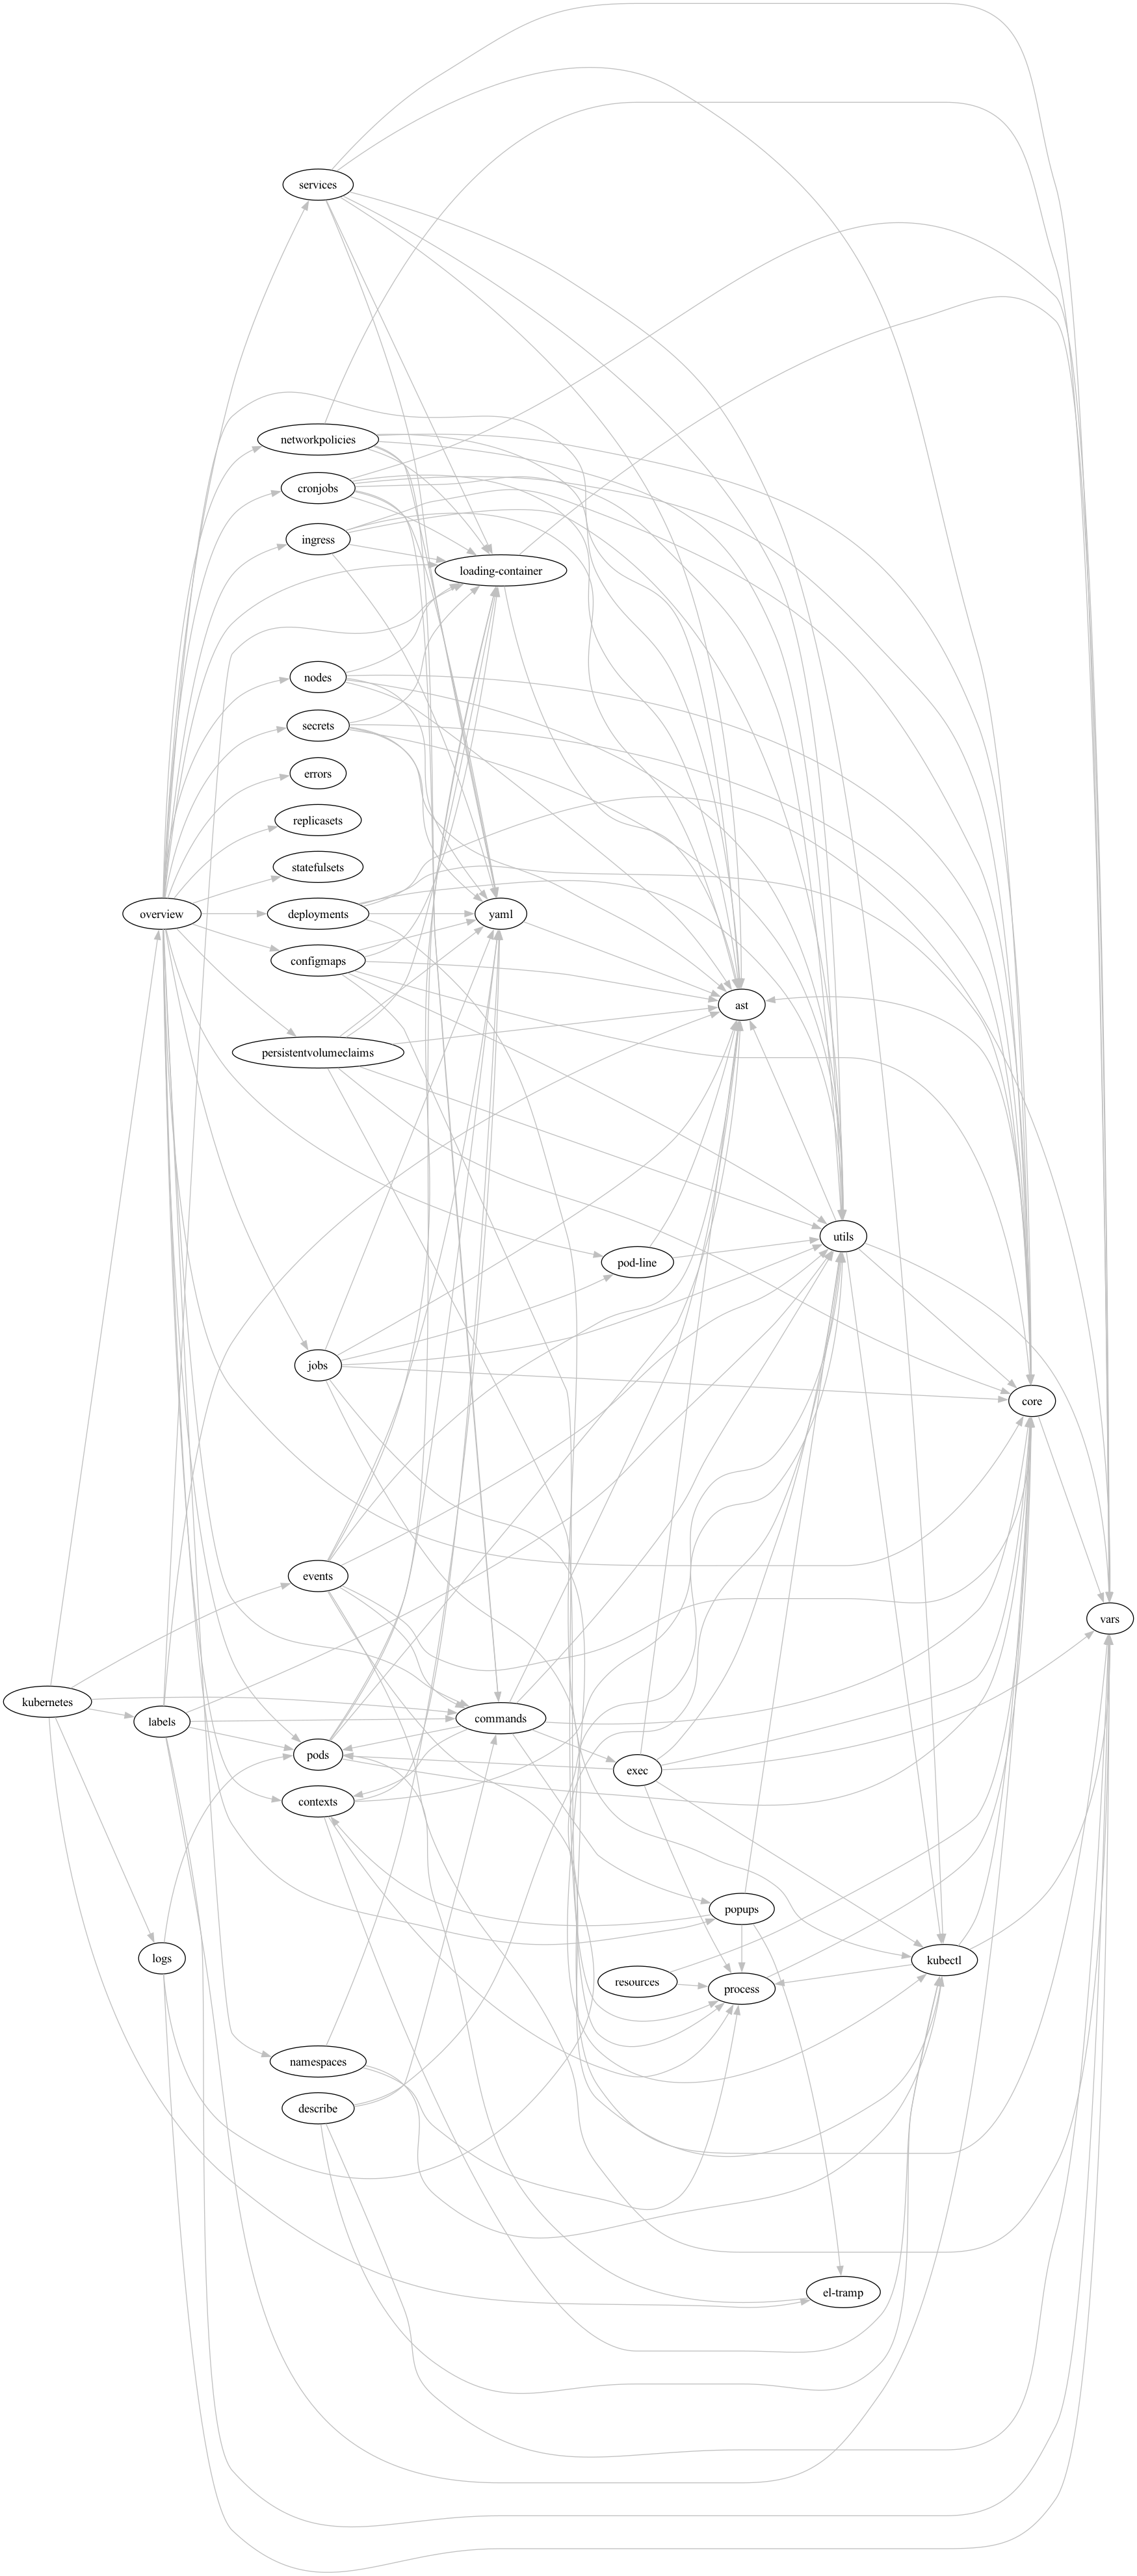 services
networkpolicies
cronjobs
ingress
loading-container
nodes
secrets
errors
replicasets
statefulsets
overview
deployments
yaml
configmaps
ast
persistentvolumeclaims
utils
pod-line
jobs
core
events
vars
kubernetes
labels
commands
pods
exec
contexts
popups
logs
kubectl
resources
process
namespaces
describe
el-tramp